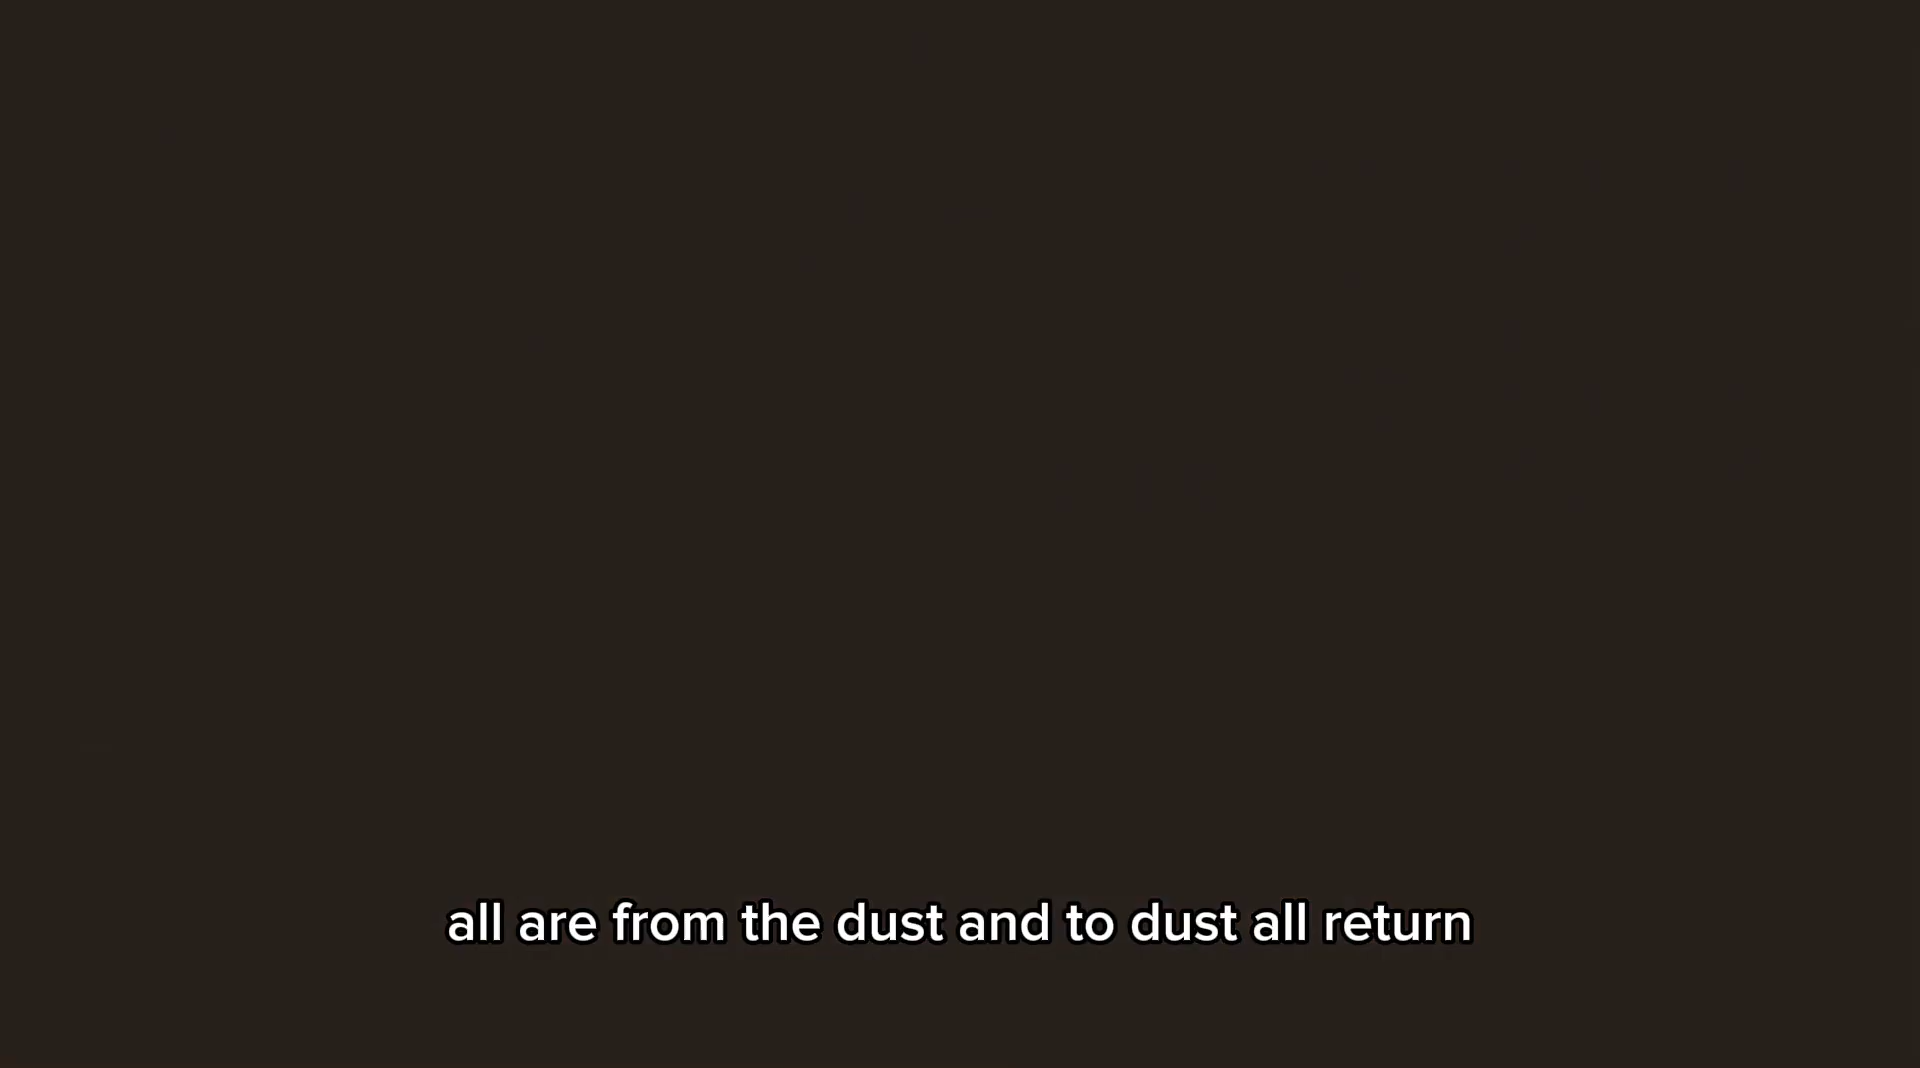 all are from the dust and to dust all return